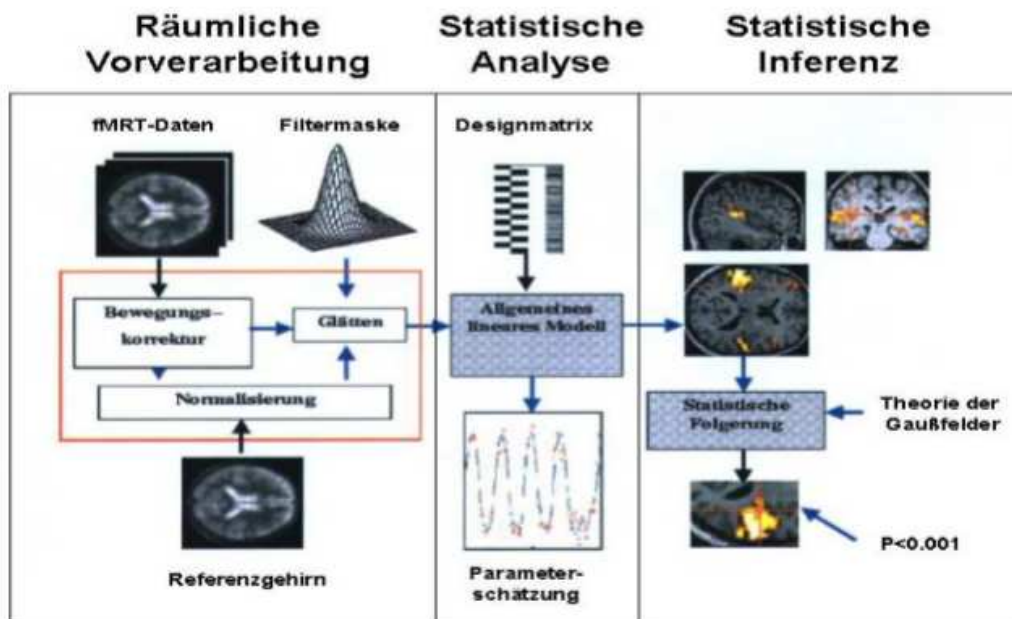 Räumliche
Vorverarbeitung
Statistische
Analyse
Statistische
Inferenz
fMRT-Daten
Filtermaske
Designmatrix
Bewegungs–
korrektur
Glätten
Allgemeines
lineares Modell
Normalisierung
Statistische
Folgerung
Theorie der
Gaußfelder
Referenzgehirn
Parameter-
schätzung
P<0.001